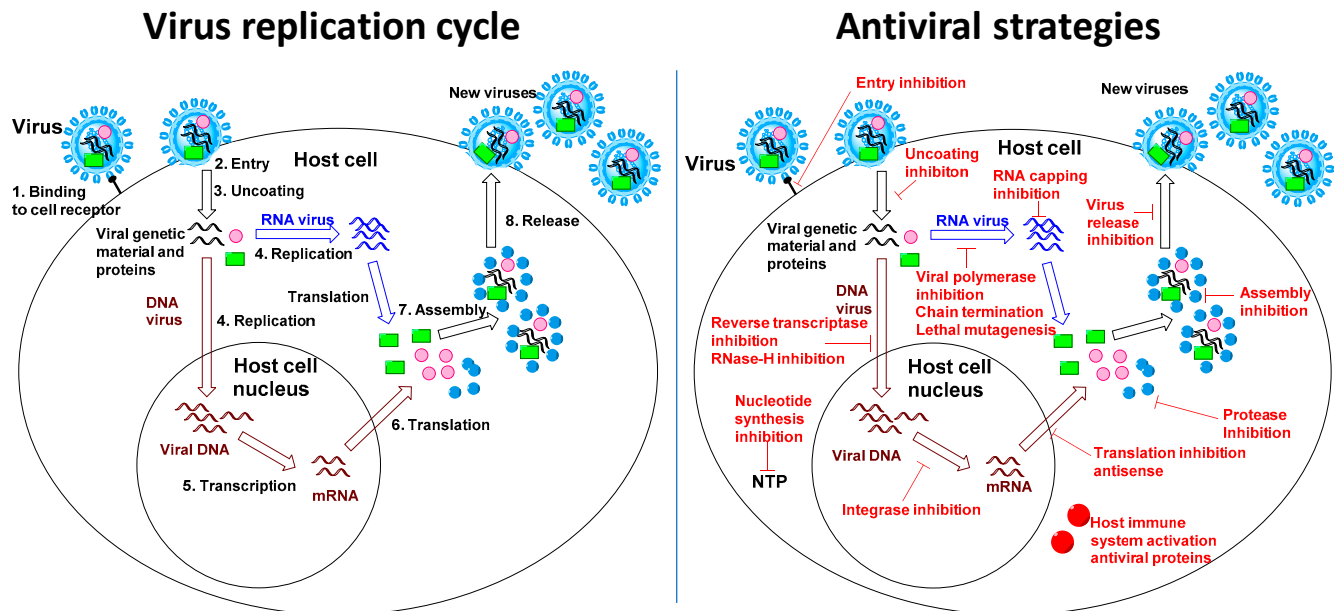 Virus replication cycle
Virus
New viruses
Host cell
2. Entry
3. Uncoating
1. Binding
to cell receptor
RNA virus
8. Release
Viral genetic
material and
proteins
4. Replication
Translation
DNA
virus
4. Replication
7. Assembly
Host cell
nucleus
6. Translation
Viral DNA
5. Transcription
mRNA
Antiviral strategies
Entry inhibition
New viruses
Virus
Host cell
Uncoating
inhibiton
RNA capping
inhibition
RNA virus
Virus
release
inhibition
Viral genetic
material and
proteins
Viral polymerase
inhibition
Chain termination
Lethal mutagenesis
DNA
virus
Assembly
inhibition
Reverse transcriptase
inhibition
RNase-H inhibition
Host cell
nucleus
Nucleotide
synthesis
inhibition
NTP
Protease
Inhibition
Viral DNA
Translation inhibition
antisense
mRNA
Integrase inhibition
Host immune
system activation
antiviral proteins